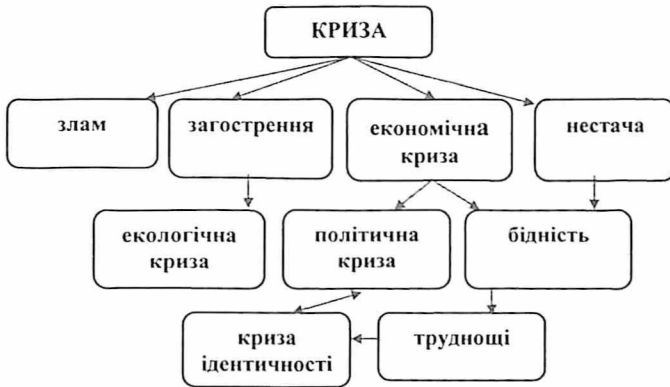 КРИЗА
злам
загострення
економічна
криза
нестача
екологічна
криза
політична
криза
бідність
криза
ідентичності
труднощі